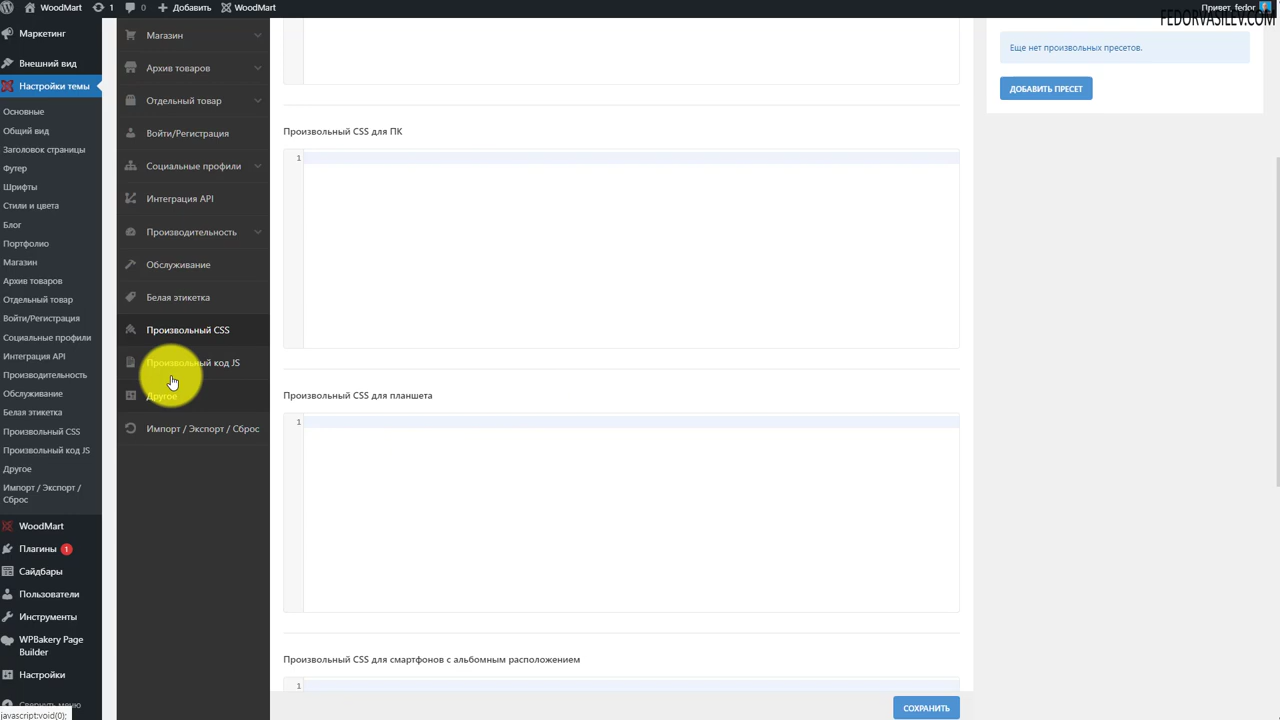 WoodMart
1
0
Добавить
WoodMart
Привет, fedor
FEDORVASILEV.COM
Маркетинг
Внешний вид
Настройки темы
Основные
Общий вид
Заголовок страницы
Футер
Шрифты
Стили и цвета
Блог
Портфолио
Магазин
Архив товаров
Отдельный товар
Войти/Регистрация
Социальные профили
Интеграция API
Производительность
Обслуживание
Белая этикетка
Произвольный CSS
Произвольный код JS
Другое
Импорт / Экспорт /
Сброс
WoodMart
Плагины 1
Сайдбары
Пользователи
Инструменты
WPBakery Page
Builder
Настройки
Свернуть меню
javascript:void(0);
Магазин
Архив товаров
Отдельный товар
Войти/Регистрация
Социальные профили
Интеграция API
Производительность
Обслуживание
Белая этикетка
Произвольный CSS
Произвольный код JS
Другое
Импорт / Экспорт / Сброс
Произвольный CSS для ПК
1
Произвольный CSS для планшета
1
Произвольный CSS для смартфонов с альбомным расположением
1
СОХРАНИТЬ
Еще нет произвольных пресетов.
ДОБАВИТЬ ПРЕСЕТ